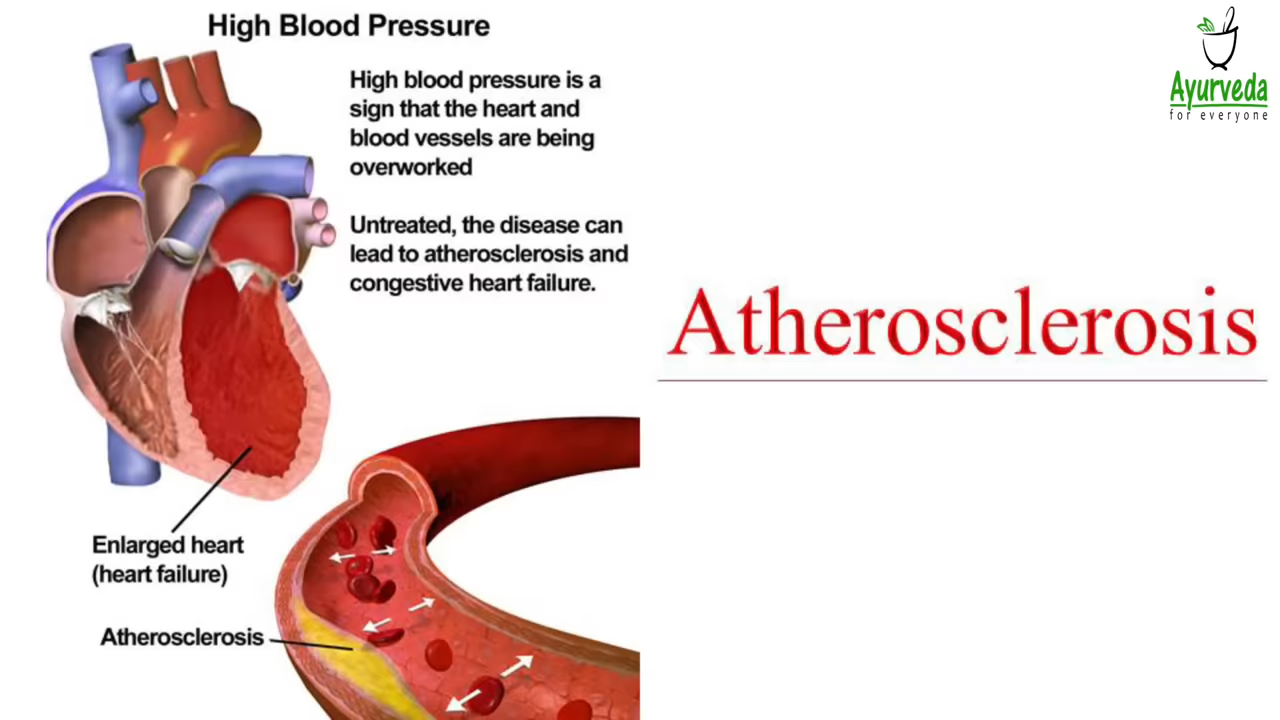 High Blood Pressure
High blood pressure is a
sign that the heart and
blood vessels are being
overworked
Untreated, the disease can
lead to atherosclerosis and
congestive heart failure.
Enlarged heart
(heart failure)
Atherosclerosis
Ayurveda
for everyone
Atherosclerosis